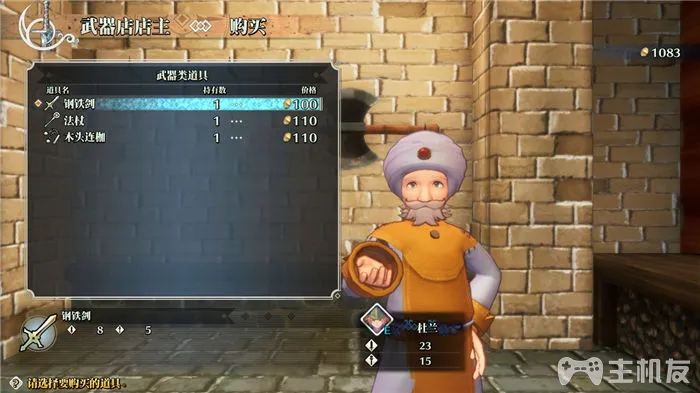 武器店店主 购买
1083
武器类道具
道具名 持有数 价格
钢铁剑 1 ... 100
法杖 1 ... 110
木头连枷 1 ... 110
钢铁剑
8 5
E 杜兰
23
15
请选择要购买的道具。
主机友